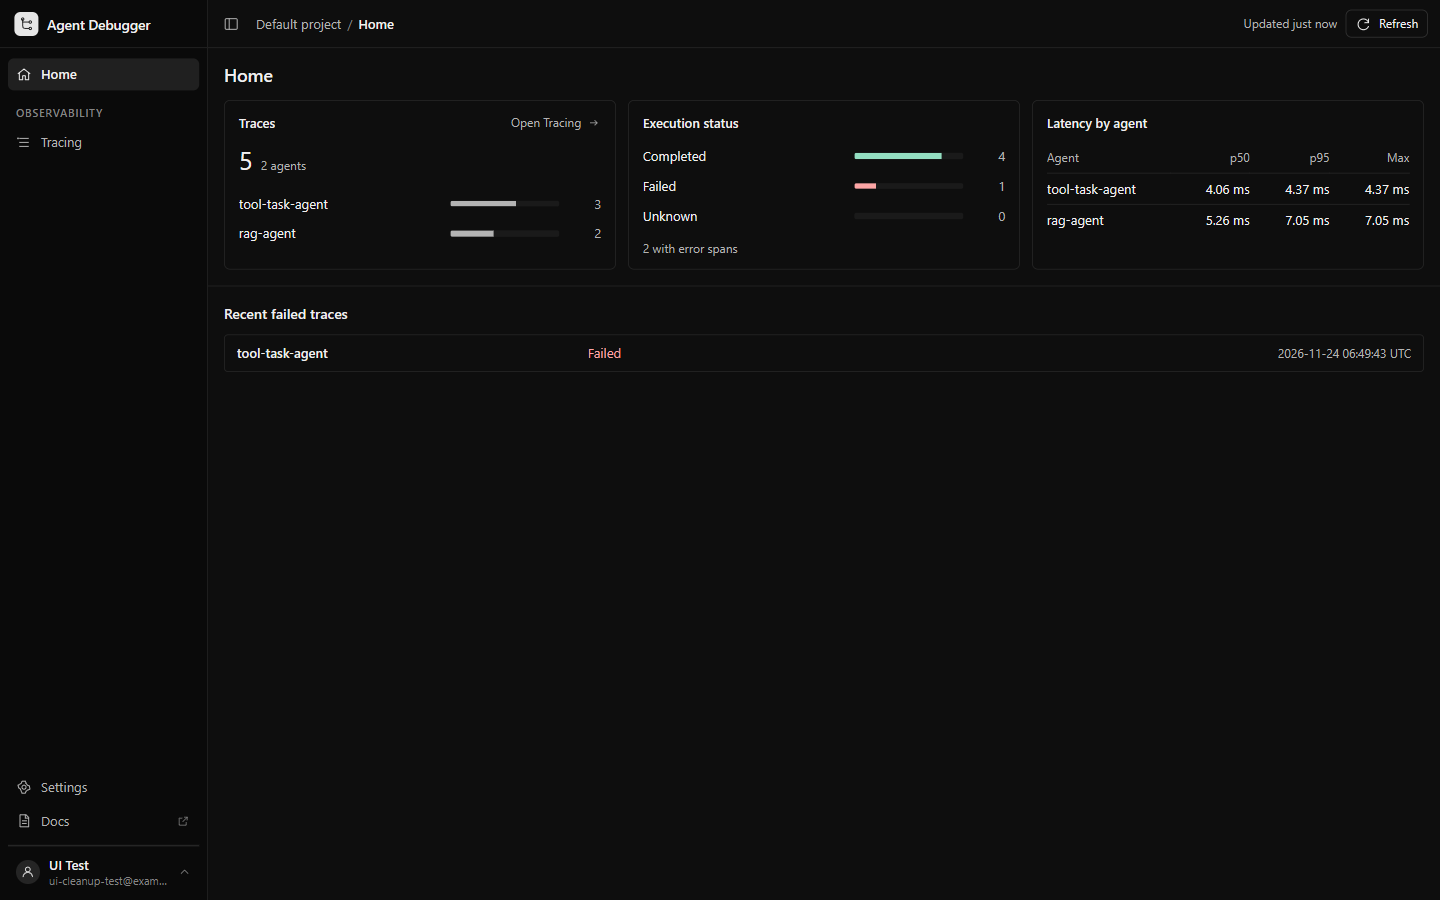 Agent Debugger
Default project / Home
Updated just now
Refresh
Home
OBSERVABILITY
Tracing
Settings
Docs
UI Test
ui-cleanup-test@exam...
Home
Traces
Open Tracing →
5 2 agents
tool-task-agent 3
rag-agent 2
Execution status
Completed 4
Failed 1
Unknown 0
2 with error spans
Latency by agent
Agent p50 p95 Max
tool-task-agent 4.06 ms 4.37 ms 4.37 ms
rag-agent 5.26 ms 7.05 ms 7.05 ms
Recent failed traces
tool-task-agent Failed 2026-11-24 06:49:43 UTC